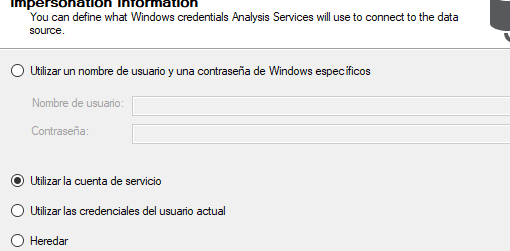 Impersonation Information
You can define what Windows credentials Analysis Services will use to connect to the data
source.
Utilizar un nombre de usuario y una contraseña de Windows específicos
Nombre de usuario:
Contraseña:
Utilizar la cuenta de servicio
Utilizar las credenciales del usuario actual
Heredar